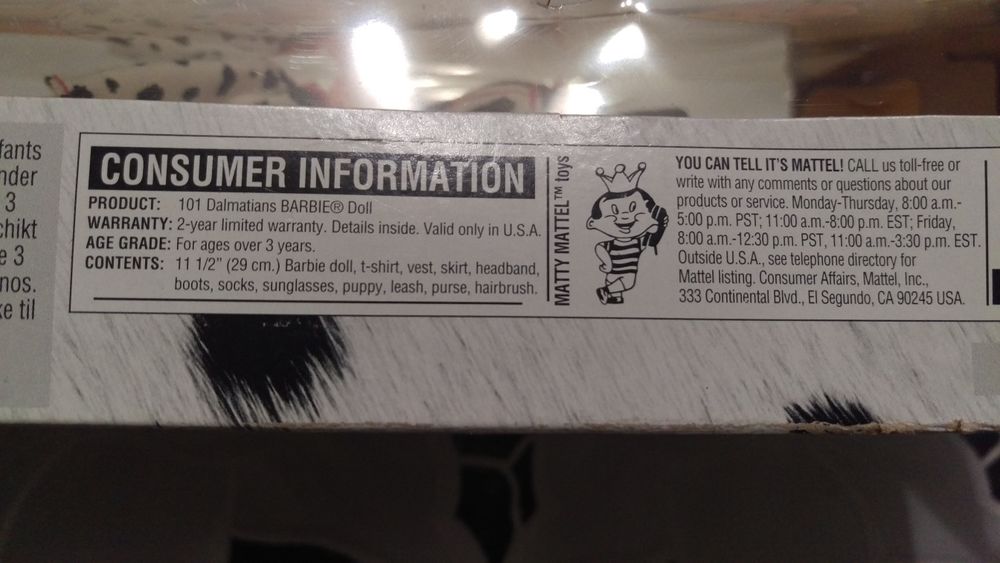 fants
nder
3
chikt
e 3
nos.
ke til
CONSUMER INFORMATION
PRODUCT: 101 Dalmatians BARBIE® Doll
WARRANTY: 2-year limited warranty. Details inside. Valid only in U.S.A.
AGE GRADE: For ages over 3 years.
CONTENTS: 11 1/2" (29 cm.) Barbie doll, t-shirt, vest, skirt, headband,
boots, socks, sunglasses, puppy, leash, purse, hairbrush.
MATTY MATTEL™ toys
YOU CAN TELL IT'S MATTEL! CALL us toll-free or
write with any comments or questions about our
products or service. Monday-Thursday, 8:00 a.m.-
5:00 p.m. PST; 11:00 a.m.-8:00 p.m. EST; Friday,
8:00 a.m.-12:30 p.m. PST, 11:00 a.m.-3:30 p.m. EST.
Outside U.S.A., see telephone directory for
Mattel listing. Consumer Affairs, Mattel, Inc.,
333 Continental Blvd., El Segundo, CA 90245 USA.